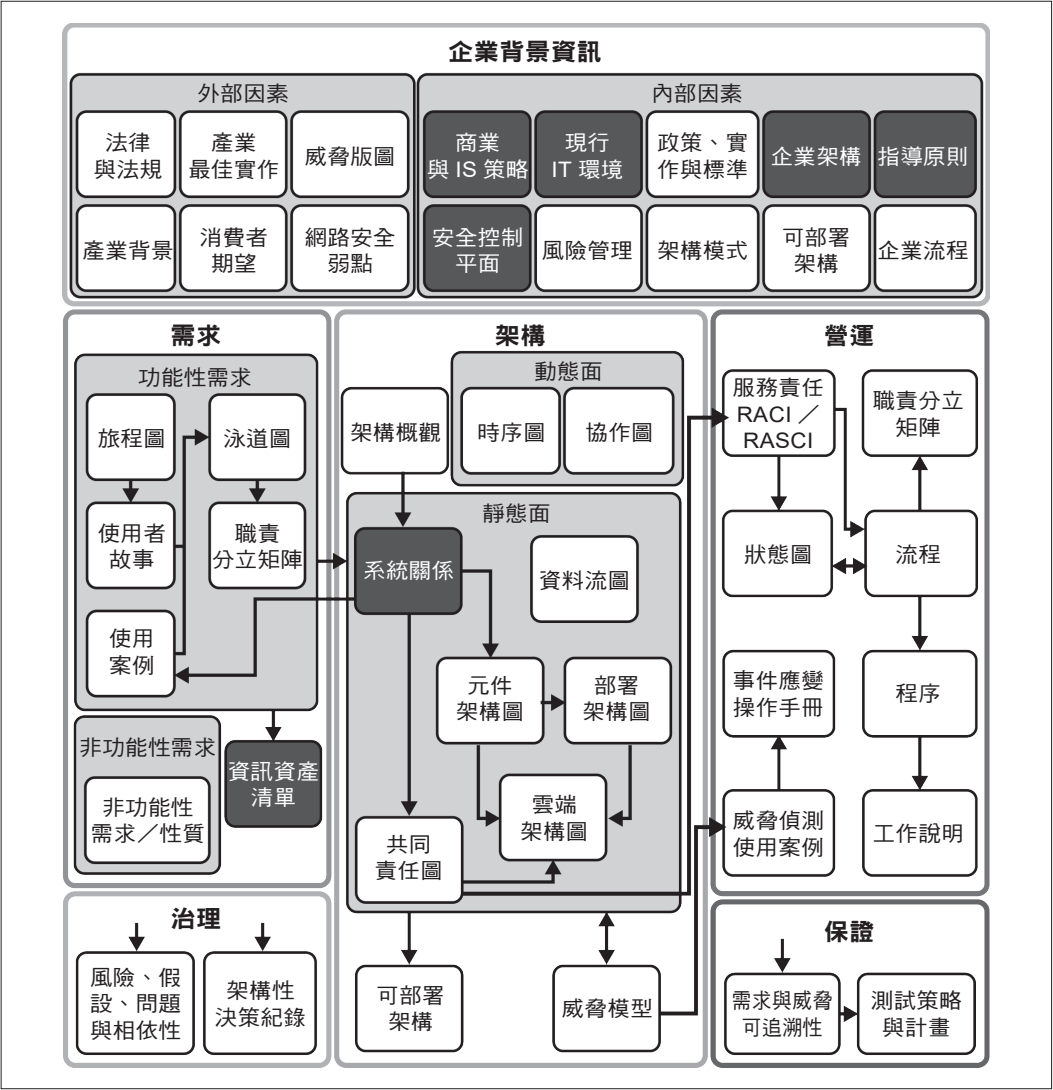 企業背景資訊
外部因素
法律
與法規
產業
最佳實作
威脅版圖
產業背景
消費者
期望
網路安全
弱點
內部因素
商業
與 IS 策略
現行
IT 環境
政策、實
作與標準
企業架構
指導原則
安全控制
平面
風險管理
架構模式
可部署
架構
企業流程
需求
功能性需求
旅程圖
泳道圖
使用者
故事
職責
分立矩陣
使用
案例
非功能性需求
非功能性
需求／性質
資訊資產
清單
架構
架構概觀
動態面
時序圖
協作圖
靜態面
系統關係
資料流圖
元件
架構圖
部署
架構圖
雲端
架構圖
共同
責任圖
可部署
架構
威脅模型
營運
服務責任
RACI ／
RASCI
職責分立
矩陣
狀態圖
流程
事件應變
操作手冊
程序
威脅偵測
使用案例
工作說明
治理
風險、假
設、問題
與相依性
架構性
決策紀錄
保證
需求與威脅
可追溯性
測試策略
與計畫